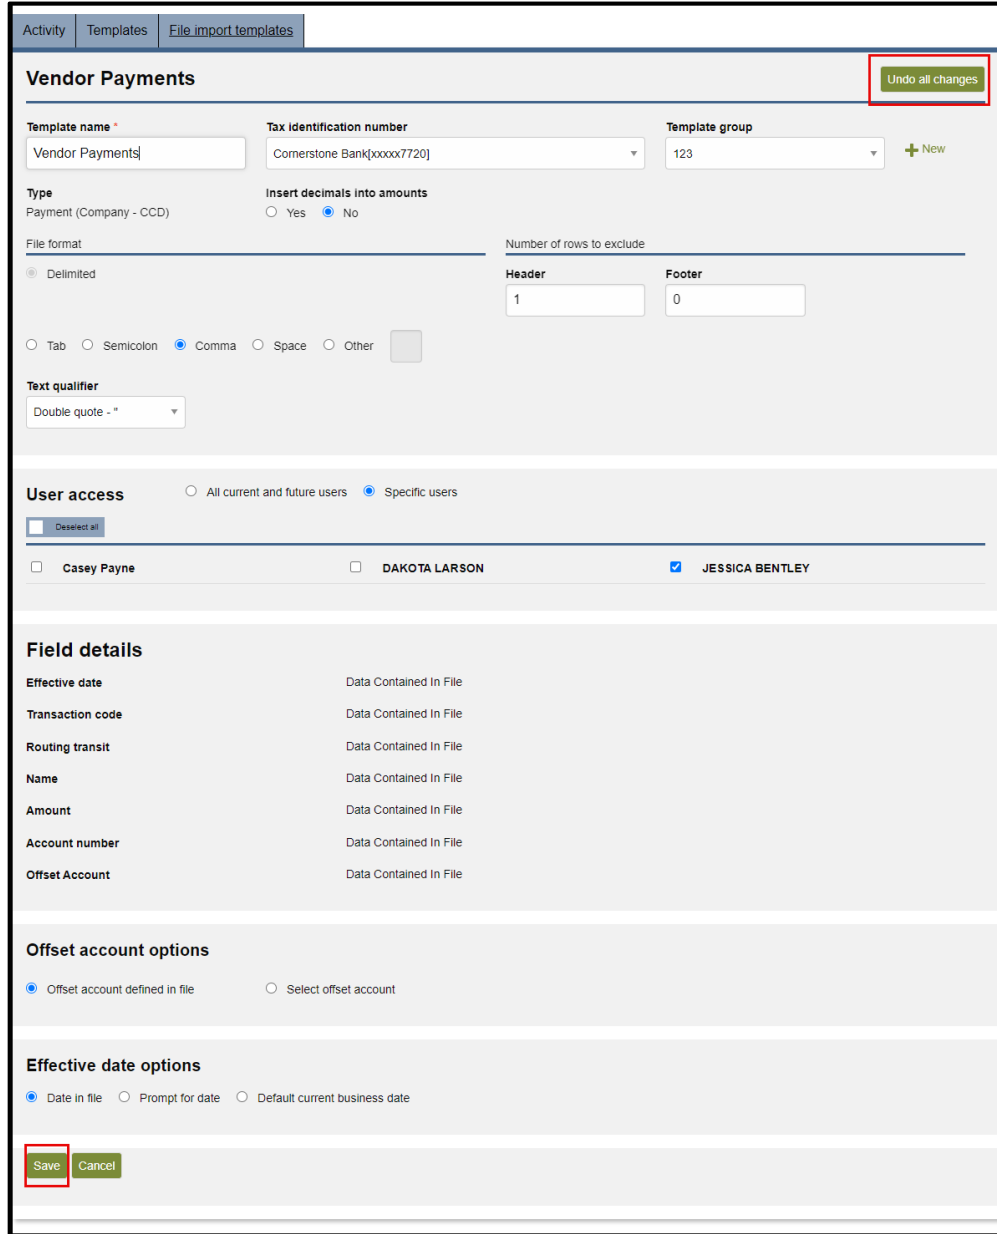 Activity Templates File import templates
Vendor Payments Undo all changes
Template name * Tax identification number Template group
Vendor Payments Cornerstone Bank[xxxxx7720] 123 New
Type Insert decimals into amounts
Payment (Company - CCD) Yes No
File format Number of rows to exclude
Delimited Header Footer
1 0
Tab Semicolon Comma Space Other
Text qualifier
Double quote - "
User access All current and future users Specific users
Deselect all
Casey Payne DAKOTA LARSON JESSICA BENTLEY
Field details
Effective date Data Contained In File
Transaction code Data Contained In File
Routing transit Data Contained In File
Name Data Contained In File
Amount Data Contained In File
Account number Data Contained In File
Offset Account Data Contained In File
Offset account options
Offset account defined in file Select offset account
Effective date options
Date in file Prompt for date Default current business date
Save Cancel